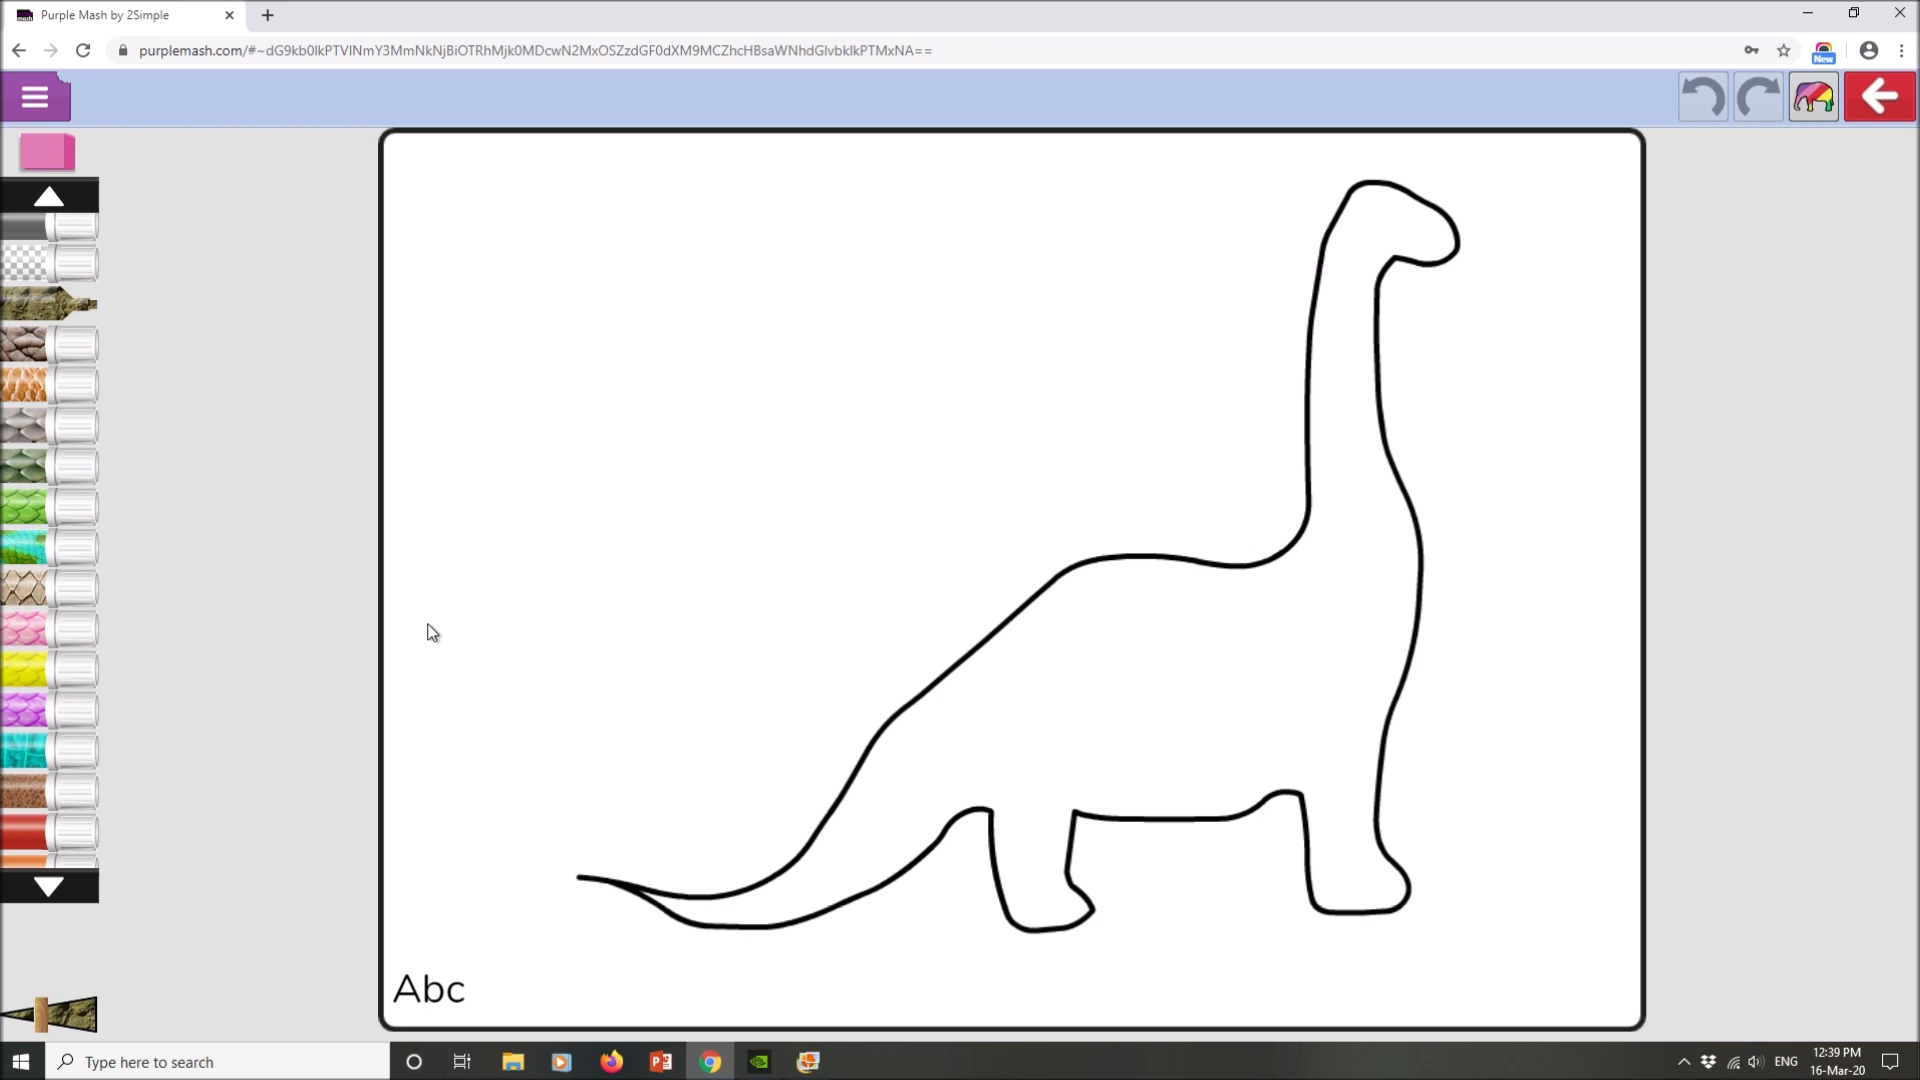 Purple Mash by 2Simple
purplemash.com/#~dG9kb0lkPTVlNmY3MmNkNjBiOTRhMjk0MDcwN2MxOSZzdGF0dXM9MCZhcHBsaWNhdGlvbklkPTMxNA==
New
Abc
Type here to search
ENG
12:39 PM
16-Mar-20